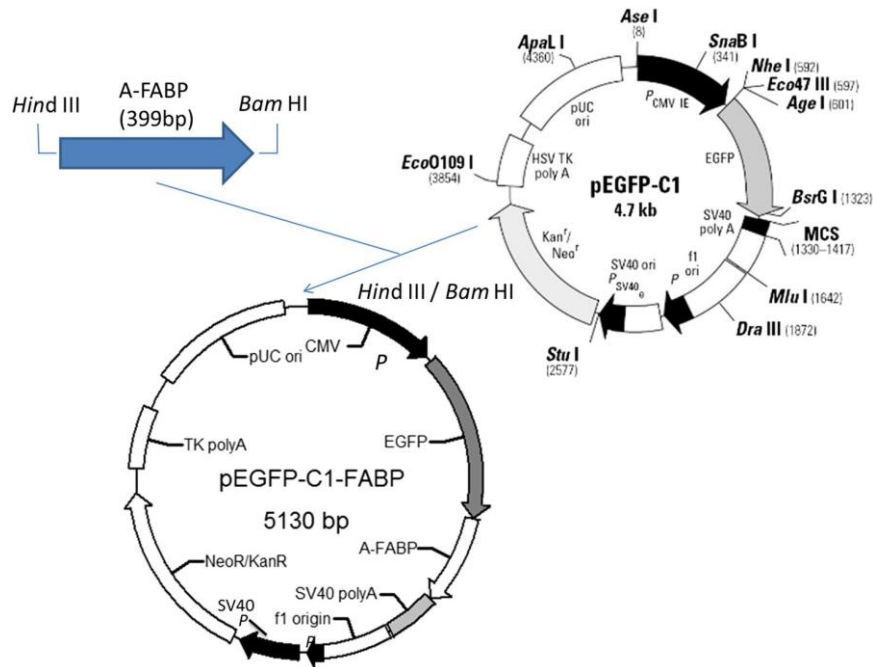 A-FABP
(399bp)
Hind III
Bam HI
Ase I
(8)
ApaL I
(4360)
SnaB I
(341)
Nhe I (592)
Eco47 III (597)
Age I
(601)
P CMV IE
pUC
ori
EGFP
HSV TK
poly A
EcoO109 I
(3854)
pEGFP-C1
4.7 kb
BsrG I (1323)
SV40
poly A
MCS
(1330–1417)
Kanr/
Neor
SV40 ori
P SV40 e
f1
ori
P
Mlu I (1642)
Dra III (1872)
Stu I
(2577)
Hind III / Bam HI
pUC ori
CMV
P
TK polyA
EGFP
pEGFP-C1-FABP
5130 bp
A-FABP
NeoR/KanR
SV40 polyA
SV40
P
f1 origin
P